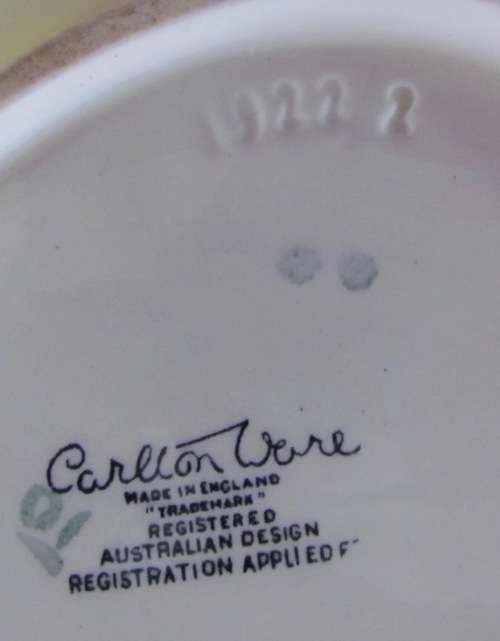 1922 2
Carlton Ware
MADE IN ENGLAND
"TRADEMARK"
REGISTERED
AUSTRALIAN DESIGN
REGISTRATION APPLIED F